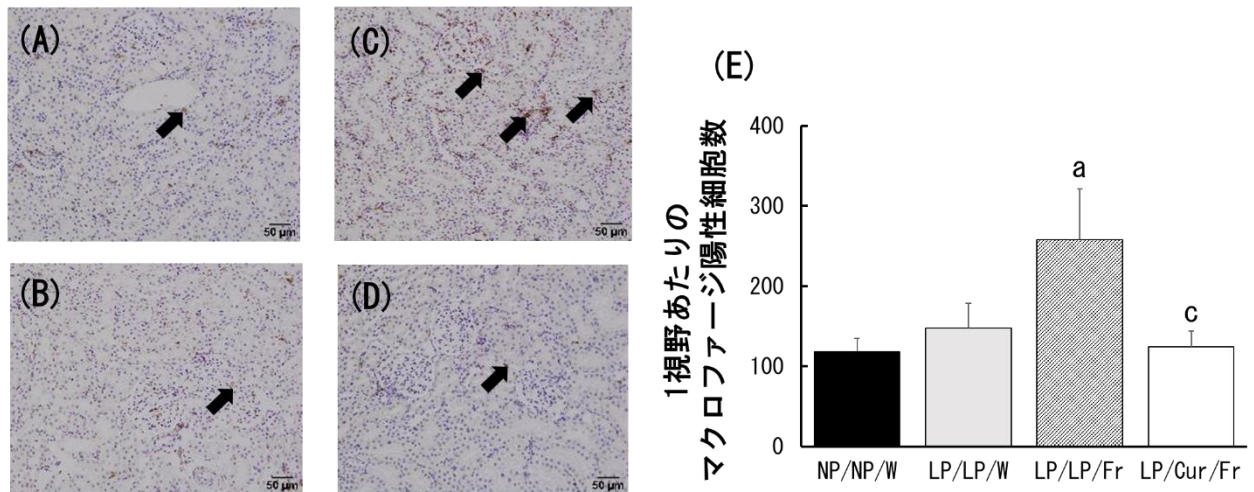 (A)
50 μm
(B)
50 μm
(C)
50 μm
(D)
50 μm
(E)
1視野あたりの
マクロファージ陽性細胞数
400
300
200
100
0
a
c
NP/NP/W
LP/LP/W
LP/LP/Fr
LP/Cur/Fr